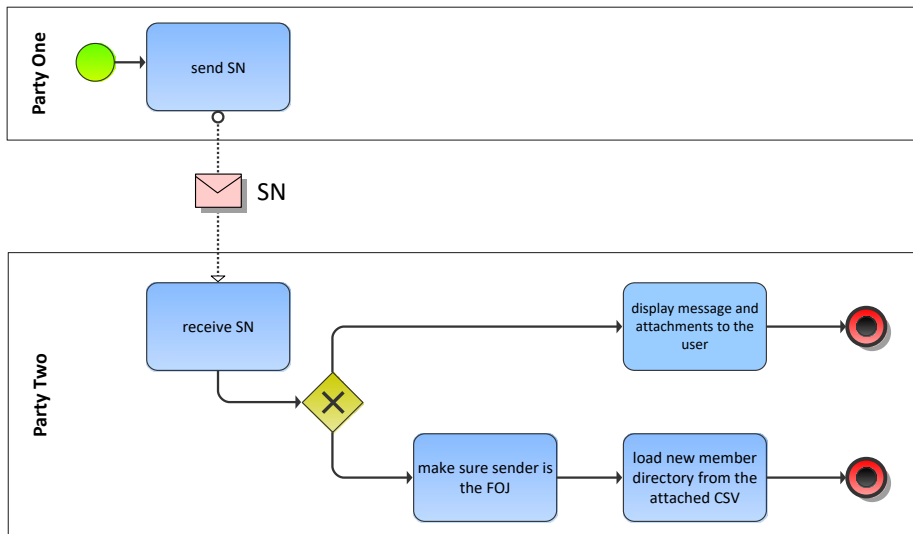 Party One
send SN
SN
Party Two
receive SN
display message and
attachments to the
user
make sure sender is
the FOJ
load new member
directory from the
attached CSV